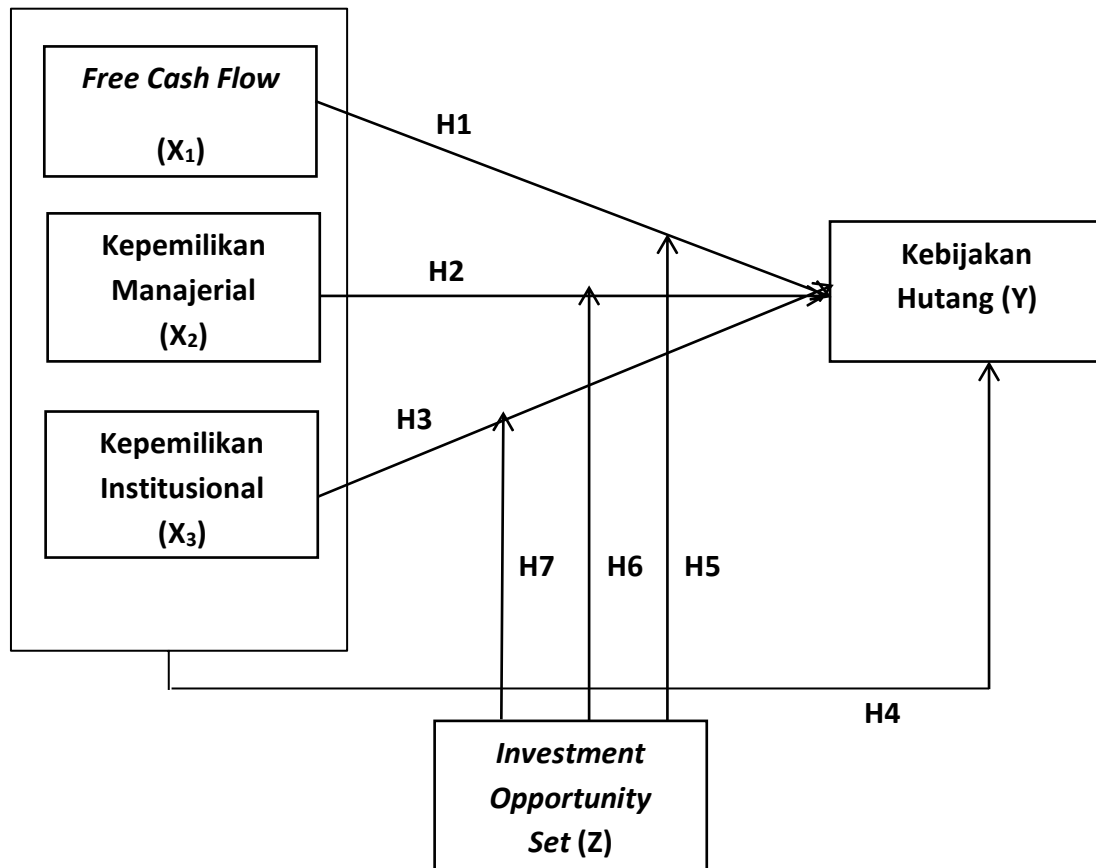 Free Cash Flow
(X₁)
H1
Kepemilikan
Manajerial
(X₂)
H2
Kebijakan
Hutang (Y)
Kepemilikan
Institusional
(X₃)
H3
H7
H6
H5
H4
Investment
Opportunity
Set (Z)